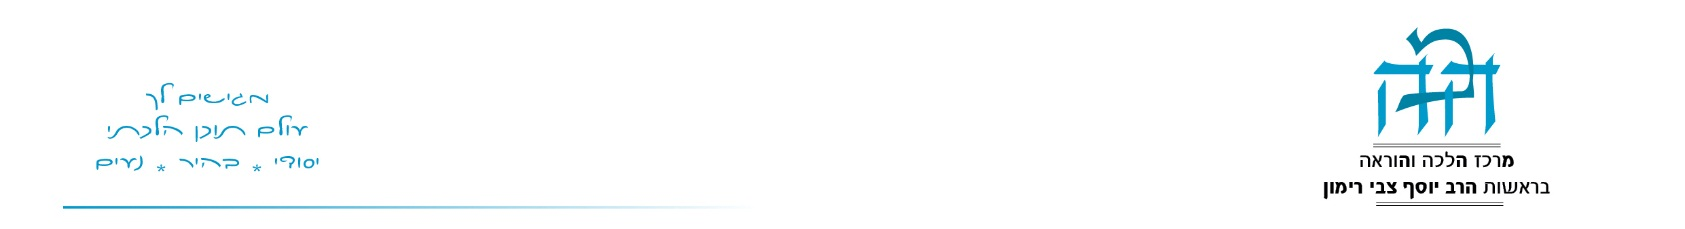 מרכז הלכה והוראה
בראשות הרב יוסף צבי רימון
מגישים לך
עולם תוכן הלכתי
יסודי * בהיר * נעים